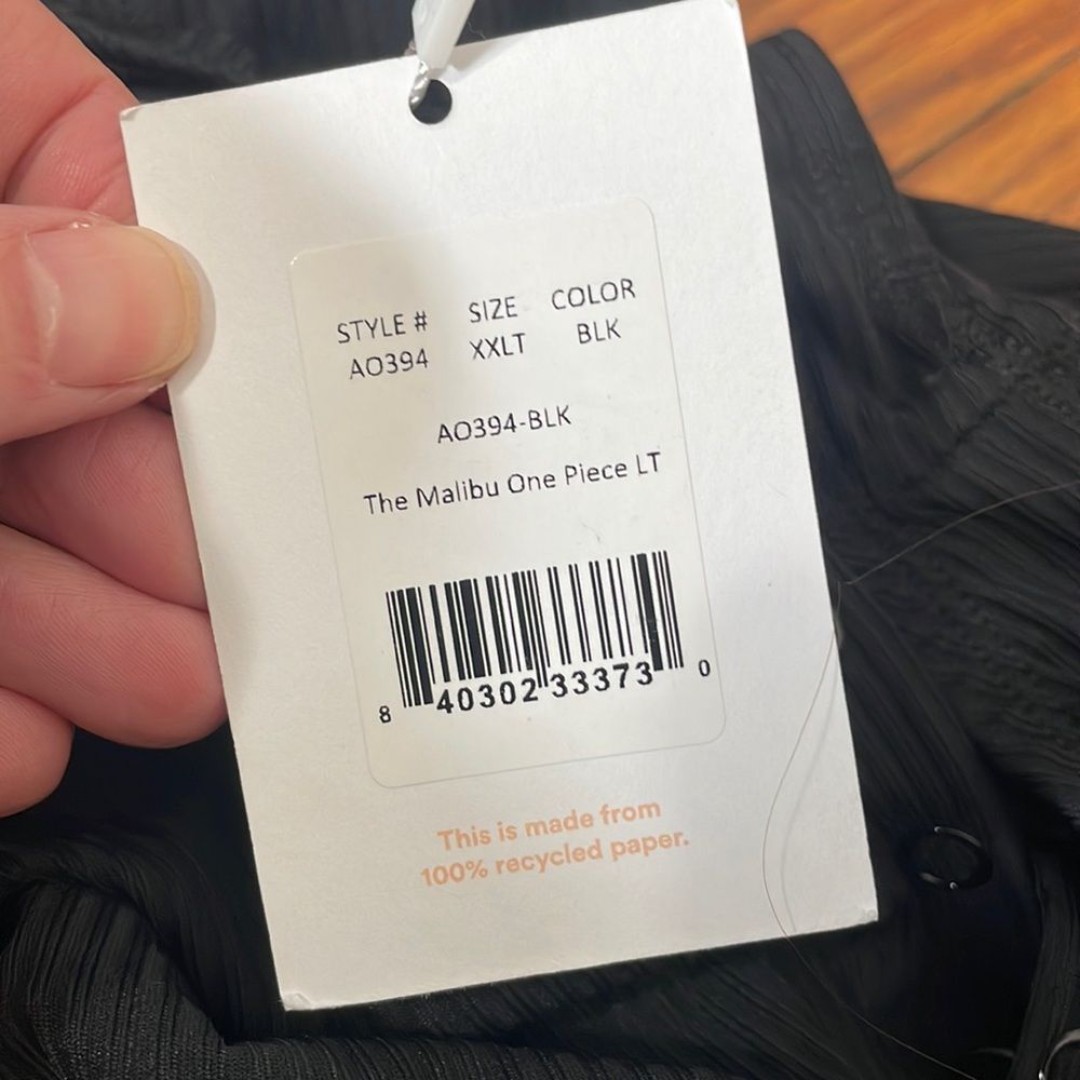 STYLE # SIZE COLOR
AO394 XXLT BLK
AO394-BLK
The Malibu One Piece LT
8 40302 33373 0
This is made from
100% recycled paper.